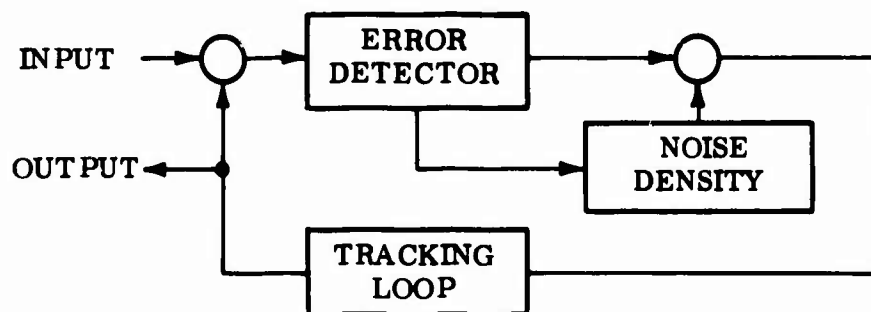 INPUT
ERROR
DETECTOR
OUTPUT
NOISE
DENSITY
TRACKING
LOOP